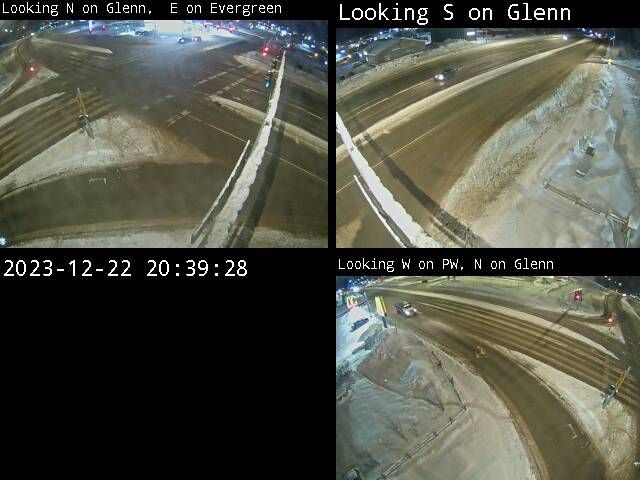 Looking N on Glenn,  E on Evergreen
Looking S on Glenn
2023-12-22 20:39:28
Looking W on PW, N on Glenn